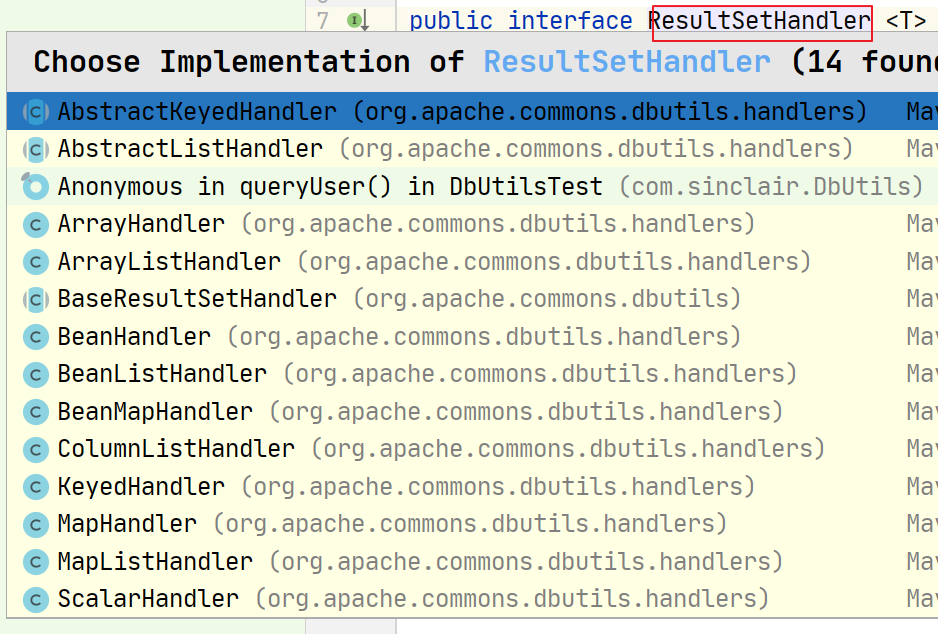 7 public interface ResultSetHandler <T>
Choose Implementation of ResultSetHandler (14 found
AbstractKeyedHandler (org.apache.commons.dbutils.handlers) Mav
AbstractListHandler (org.apache.commons.dbutils.handlers) Mav
Anonymous in queryUser() in DbUtilsTest (com.sinclair.DbUtils)
ArrayHandler (org.apache.commons.dbutils.handlers) Mav
ArrayListHandler (org.apache.commons.dbutils.handlers) Mav
BaseResultSetHandler (org.apache.commons.dbutils) Mav
BeanHandler (org.apache.commons.dbutils.handlers) Mav
BeanListHandler (org.apache.commons.dbutils.handlers) Mav
BeanMapHandler (org.apache.commons.dbutils.handlers) Mav
ColumnListHandler (org.apache.commons.dbutils.handlers) Mav
KeyedHandler (org.apache.commons.dbutils.handlers) Mav
MapHandler (org.apache.commons.dbutils.handlers) Mav
MapListHandler (org.apache.commons.dbutils.handlers) Mav
ScalarHandler (org.apache.commons.dbutils.handlers) Mav